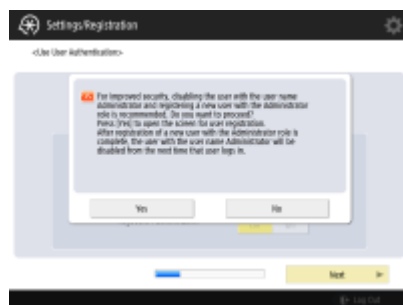 Settings/Registration
<Use User Authentication>
For improved security, disabling the user with the user name
Administrator and registering a new user with the Administrator
role is recommended. Do you want to proceed?
Press [Yes] to open the screen for user registration.
After registration of a new user with the Administrator role is
complete, the user with the user name Administrator will be
disabled from the next time that user logs in.
Yes
No
Next
Log Out